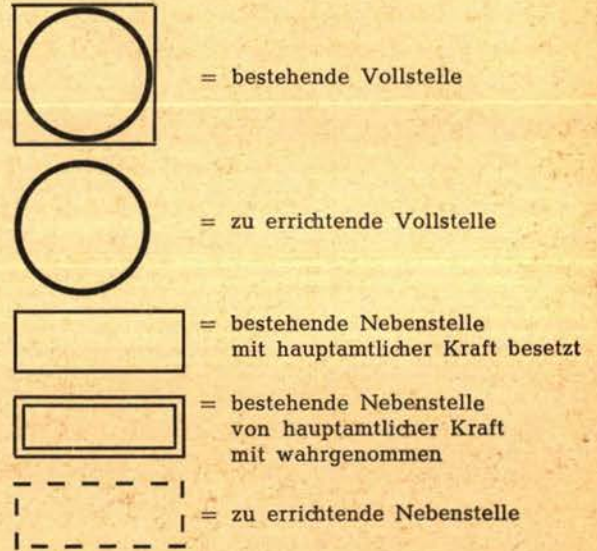 = bestehende Vollstelle
= zu errichtende Vollstelle
= bestehende Nebenstelle
mit hauptamtlicher Kraft besetzt
= bestehende Nebenstelle
von hauptamtlicher Kraft
mit wahrgenommen
= zu errichtende Nebenstelle